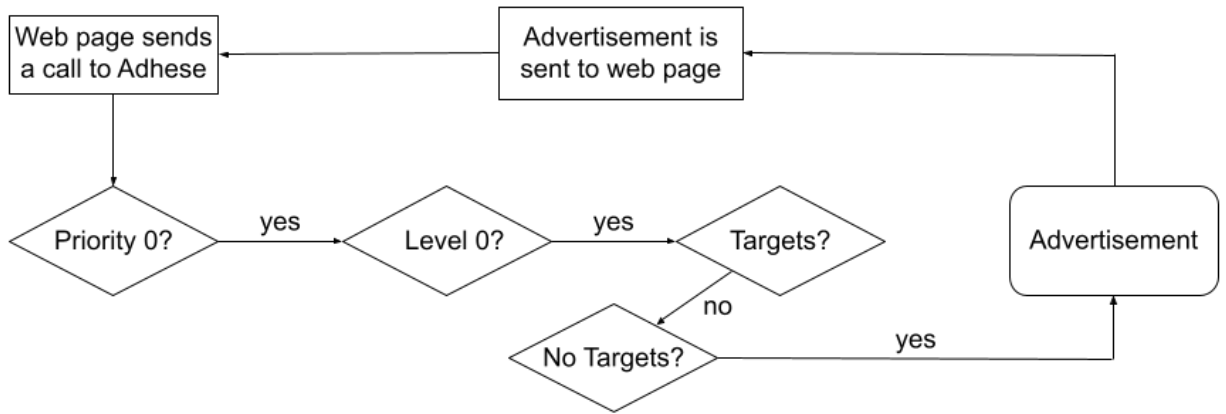 Web page sends
a call to Adhese
Advertisement is
sent to web page
Priority 0?
yes
Level 0?
yes
Targets?
Advertisement
no
No Targets?
yes